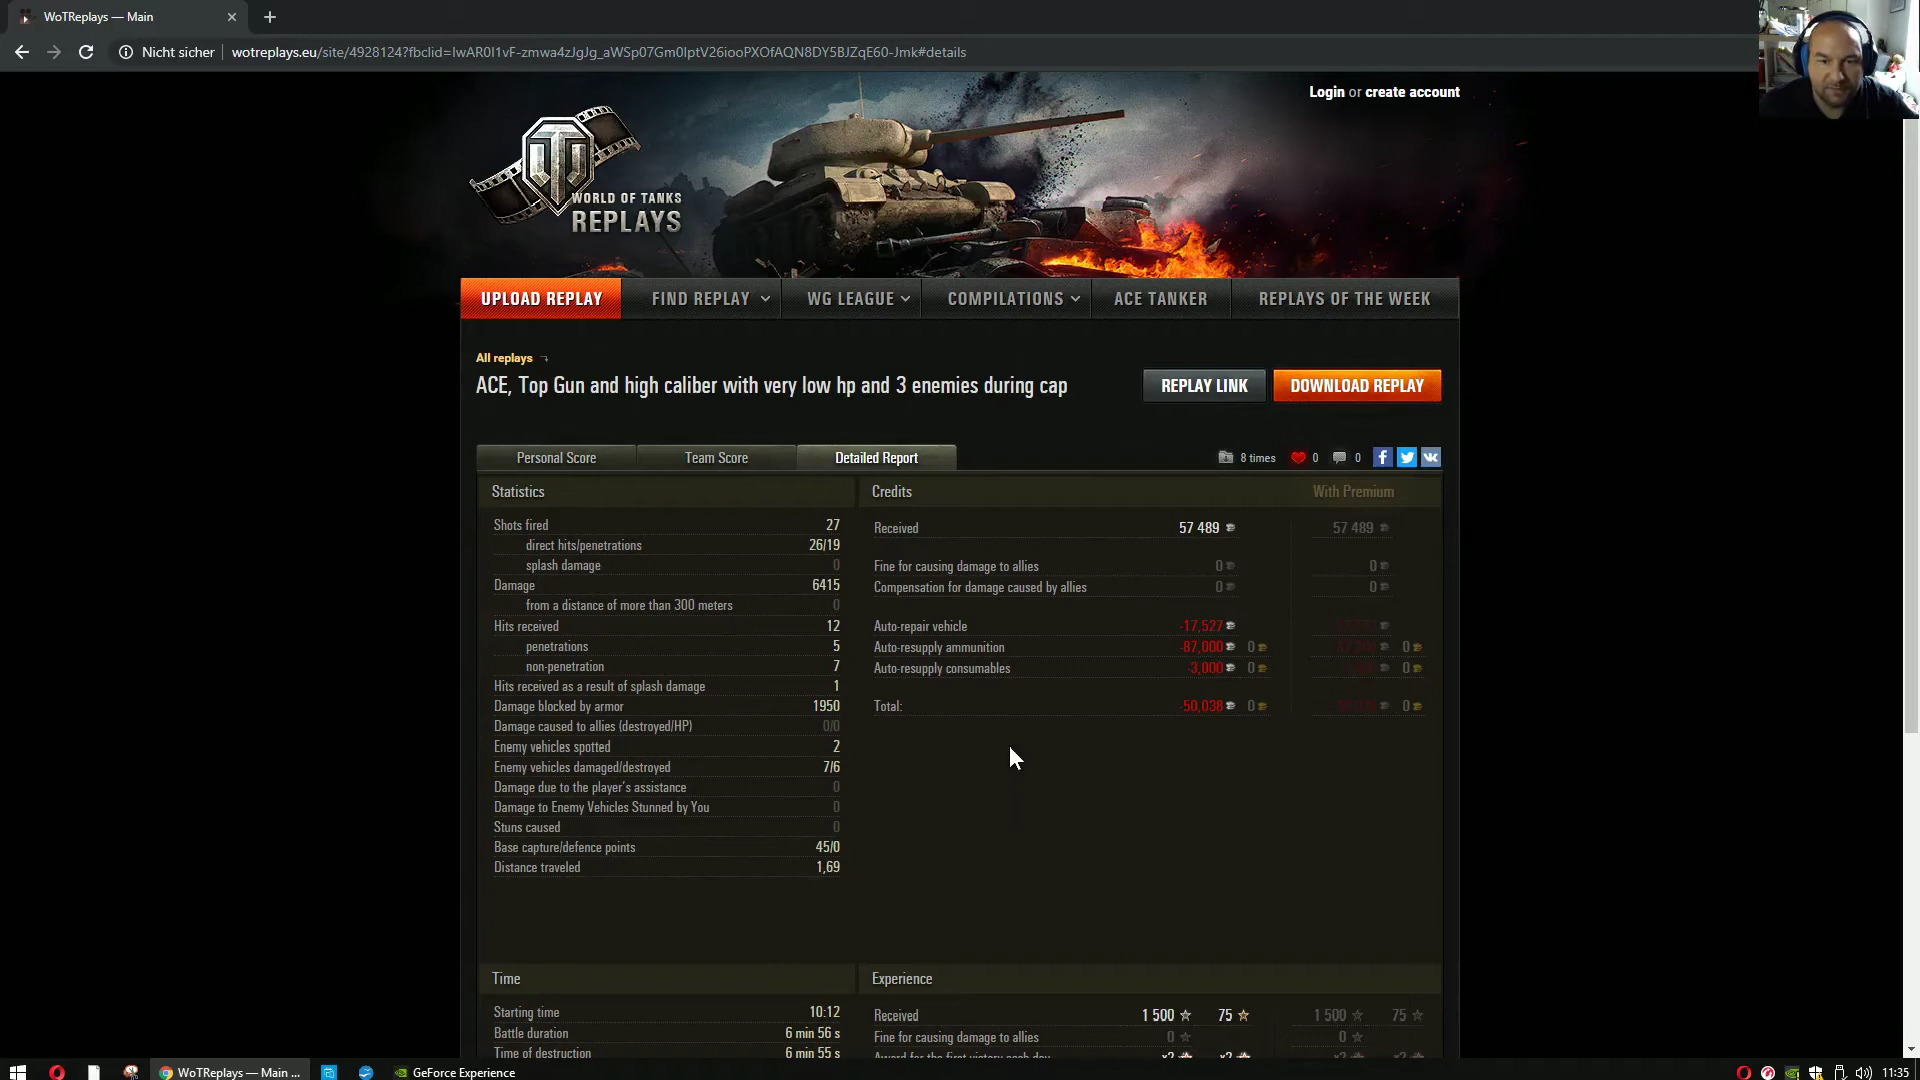 WoTReplays — Main
Nicht sicher
wotreplays.eu/site/4928124?fbclid=IwAR0I1vF-zmwa4zJgJg_aWSp07Gm0lptV26iooPXOfAQN8DY5BJZqE60-Jmk#details
Login or create account
WORLD OF TANKS
REPLAYS
UPLOAD REPLAY
FIND REPLAY
WG LEAGUE
COMPILATIONS
ACE TANKER
REPLAYS OF THE WEEK
All replays
ACE, Top Gun and high caliber with very low hp and 3 enemies during cap
REPLAY LINK
DOWNLOAD REPLAY
Personal Score
Team Score
Detailed Report
8 times
0
0
Statistics
Shots fired 27
direct hits/penetrations 26/19
splash damage 0
Damage 6415
from a distance of more than 300 meters 0
Hits received 12
penetrations 5
non-penetration 7
Hits received as a result of splash damage 1
Damage blocked by armor 1950
Damage caused to allies (destroyed/HP) 0/0
Enemy vehicles spotted 2
Enemy vehicles damaged/destroyed 7/6
Damage due to the player's assistance 0
Damage to Enemy Vehicles Stunned by You 0
Stuns caused 0
Base capture/defence points 45/0
Distance traveled 1,69
Credits With Premium
Received 57 489 57 489
Fine for causing damage to allies 0 0
Compensation for damage caused by allies 0 0
Auto-repair vehicle -17,527
Auto-resupply ammunition -87,000 0 0
Auto-resupply consumables -3,000 0 0
Total: -50,038 0 0
Time
Starting time 10:12
Battle duration 6 min 56 s
Time of destruction 6 min 55 s
Experience
Received 1 500 75 1 500 75
Fine for causing damage to allies 0 0
Award for the first victory each day x2 x2 x2 x2
WoTReplays — Main ...
GeForce Experience
11:35